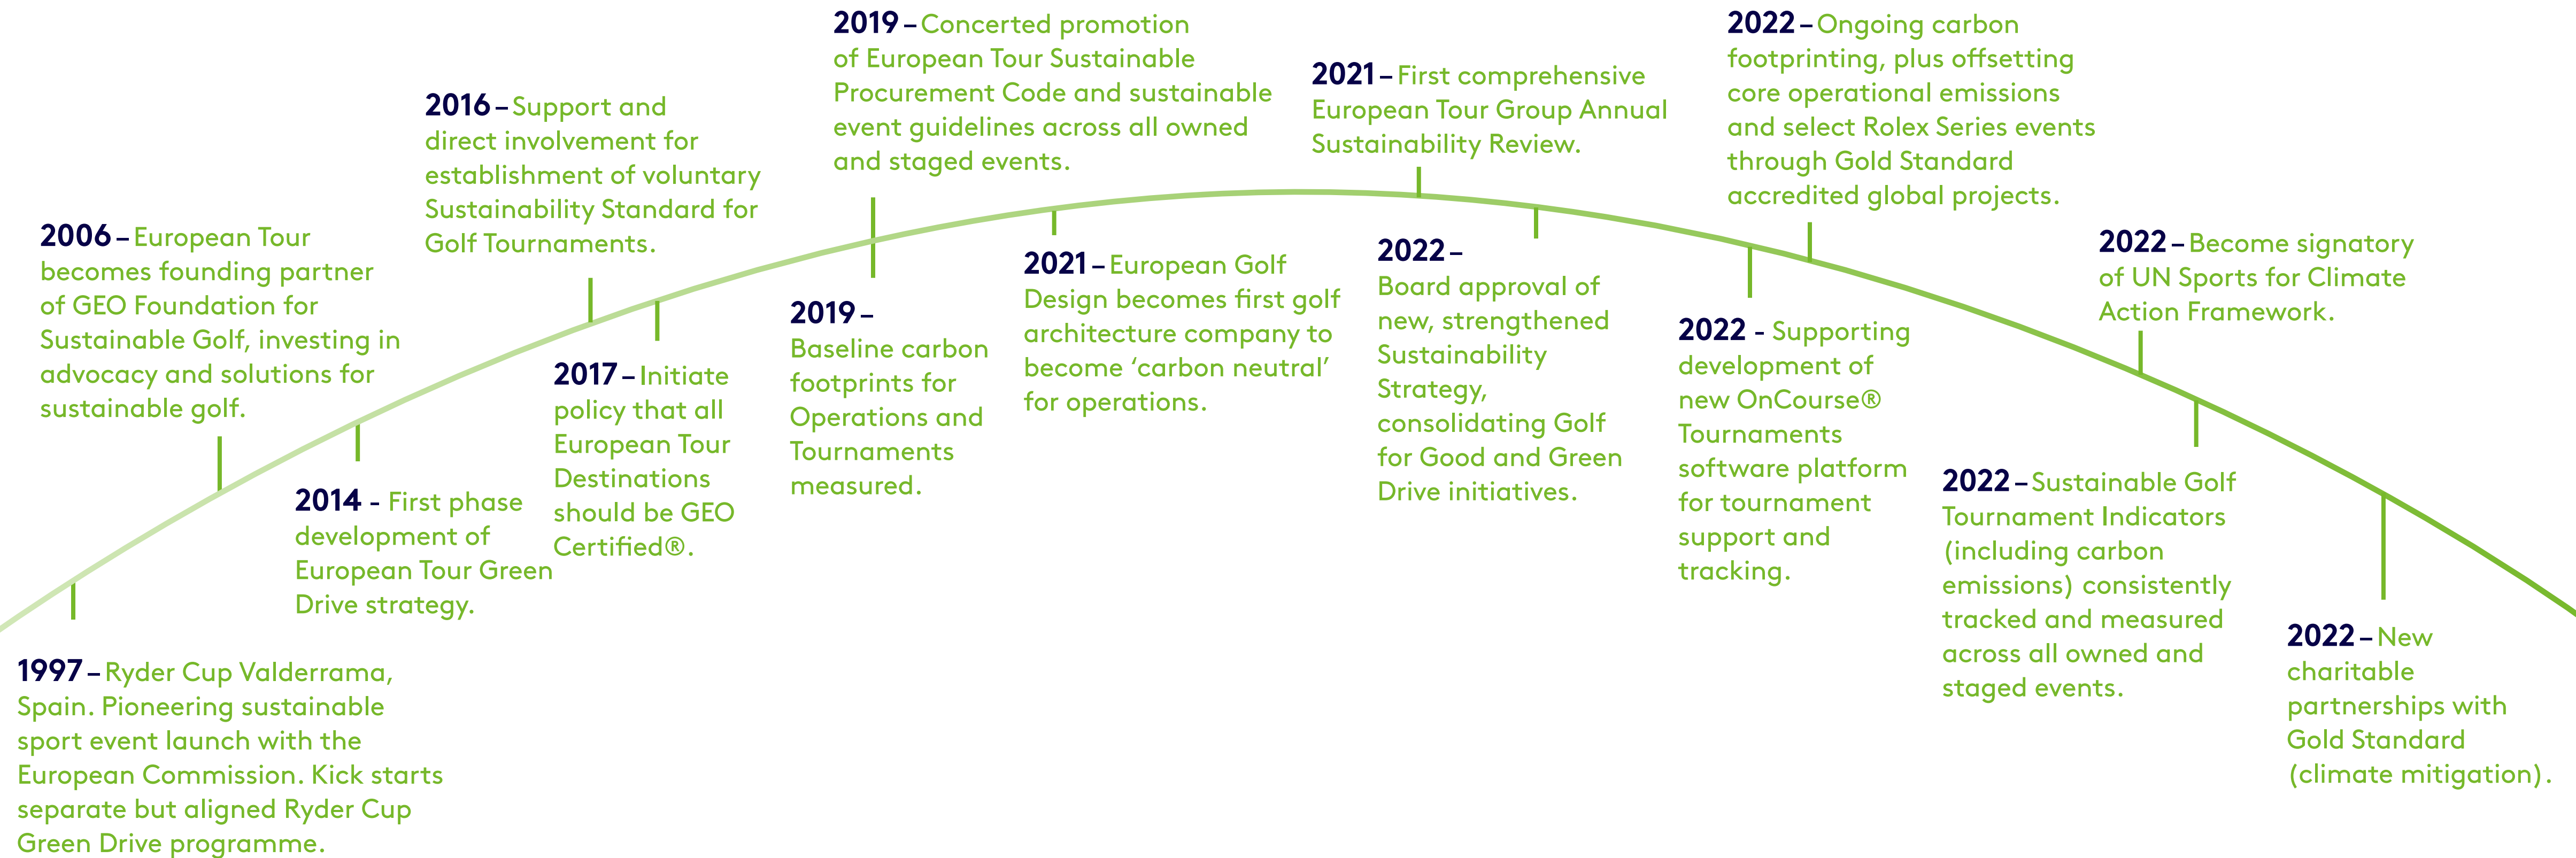 1997 – Ryder Cup Valderrama,
Spain. Pioneering sustainable
sport event launch with the
European Commission. Kick starts
separate but aligned Ryder Cup
Green Drive programme.
2006 – European Tour
becomes founding partner
of GEO Foundation for
Sustainable Golf, investing in
advocacy and solutions for
sustainable golf.
2014 - First phase
development of
European Tour Green
Drive strategy.
2016 – Support and
direct involvement for
establishment of voluntary
Sustainability Standard for
Golf Tournaments.
2017 – Initiate
policy that all
European Tour
Destinations
should be GEO
Certified®.
2019 – Concerted promotion
of European Tour Sustainable
Procurement Code and sustainable
event guidelines across all owned
and staged events.
2019 –
Baseline carbon
footprints for
Operations and
Tournaments
measured.
2021 – European Golf
Design becomes first golf
architecture company to
become ‘carbon neutral’
for operations.
2021 – First comprehensive
European Tour Group Annual
Sustainability Review.
2022 –
Board approval of
new, strengthened
Sustainability
Strategy,
consolidating Golf
for Good and Green
Drive initiatives.
2022 - Supporting
development of
new OnCourse®
Tournaments
software platform
for tournament
support and
tracking.
2022 – Ongoing carbon
footprinting, plus offsetting
core operational emissions
and select Rolex Series events
through Gold Standard
accredited global projects.
2022 – Become signatory
of UN Sports for Climate
Action Framework.
2022 – Sustainable Golf
Tournament Indicators
(including carbon
emissions) consistently
tracked and measured
across all owned and
staged events.
2022 – New
charitable
partnerships with
Gold Standard
(climate mitigation).